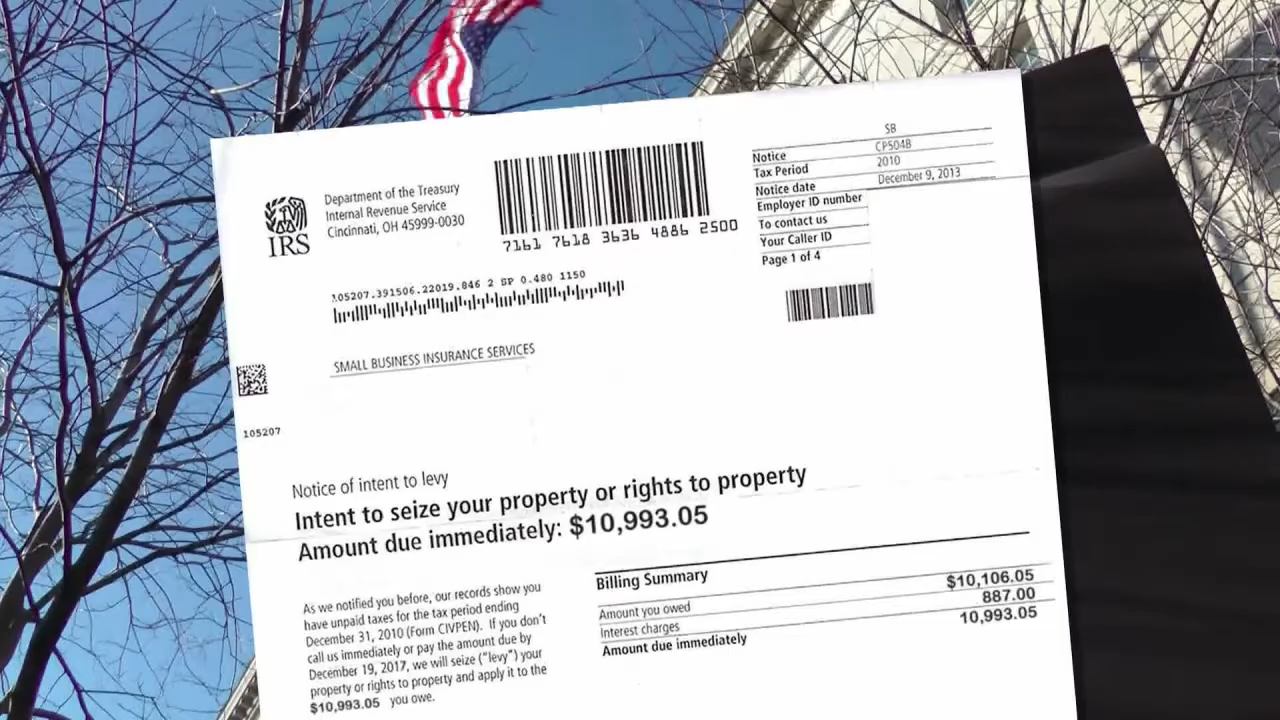 Department of the Treasury
Internal Revenue Service
Cincinnati, OH 45999-0030
IRS
7161 7618 3636 4886 2500
SB
Notice CP504B
Tax Period 2010
Notice date December 9, 2013
Employer ID number
To contact us
Your Caller ID
Page 1 of 4
105207.391506.22019.846 2 SP 0.480 1150
SMALL BUSINESS INSURANCE SERVICES
105207
Notice of intent to levy
Intent to seize your property or rights to property
Amount due immediately: $10,993.05
As we notified you before, our records show you
have unpaid taxes for the tax period ending
December 31, 2010 (Form CIVPEN). If you don't
call us immediately or pay the amount due by
December 19, 2017, we will seize ("levy") your
property or rights to property and apply it to the
$10,993.05 you owe.
Billing Summary
Amount you owed $10,106.05
Interest charges 887.00
Amount due immediately 10,993.05